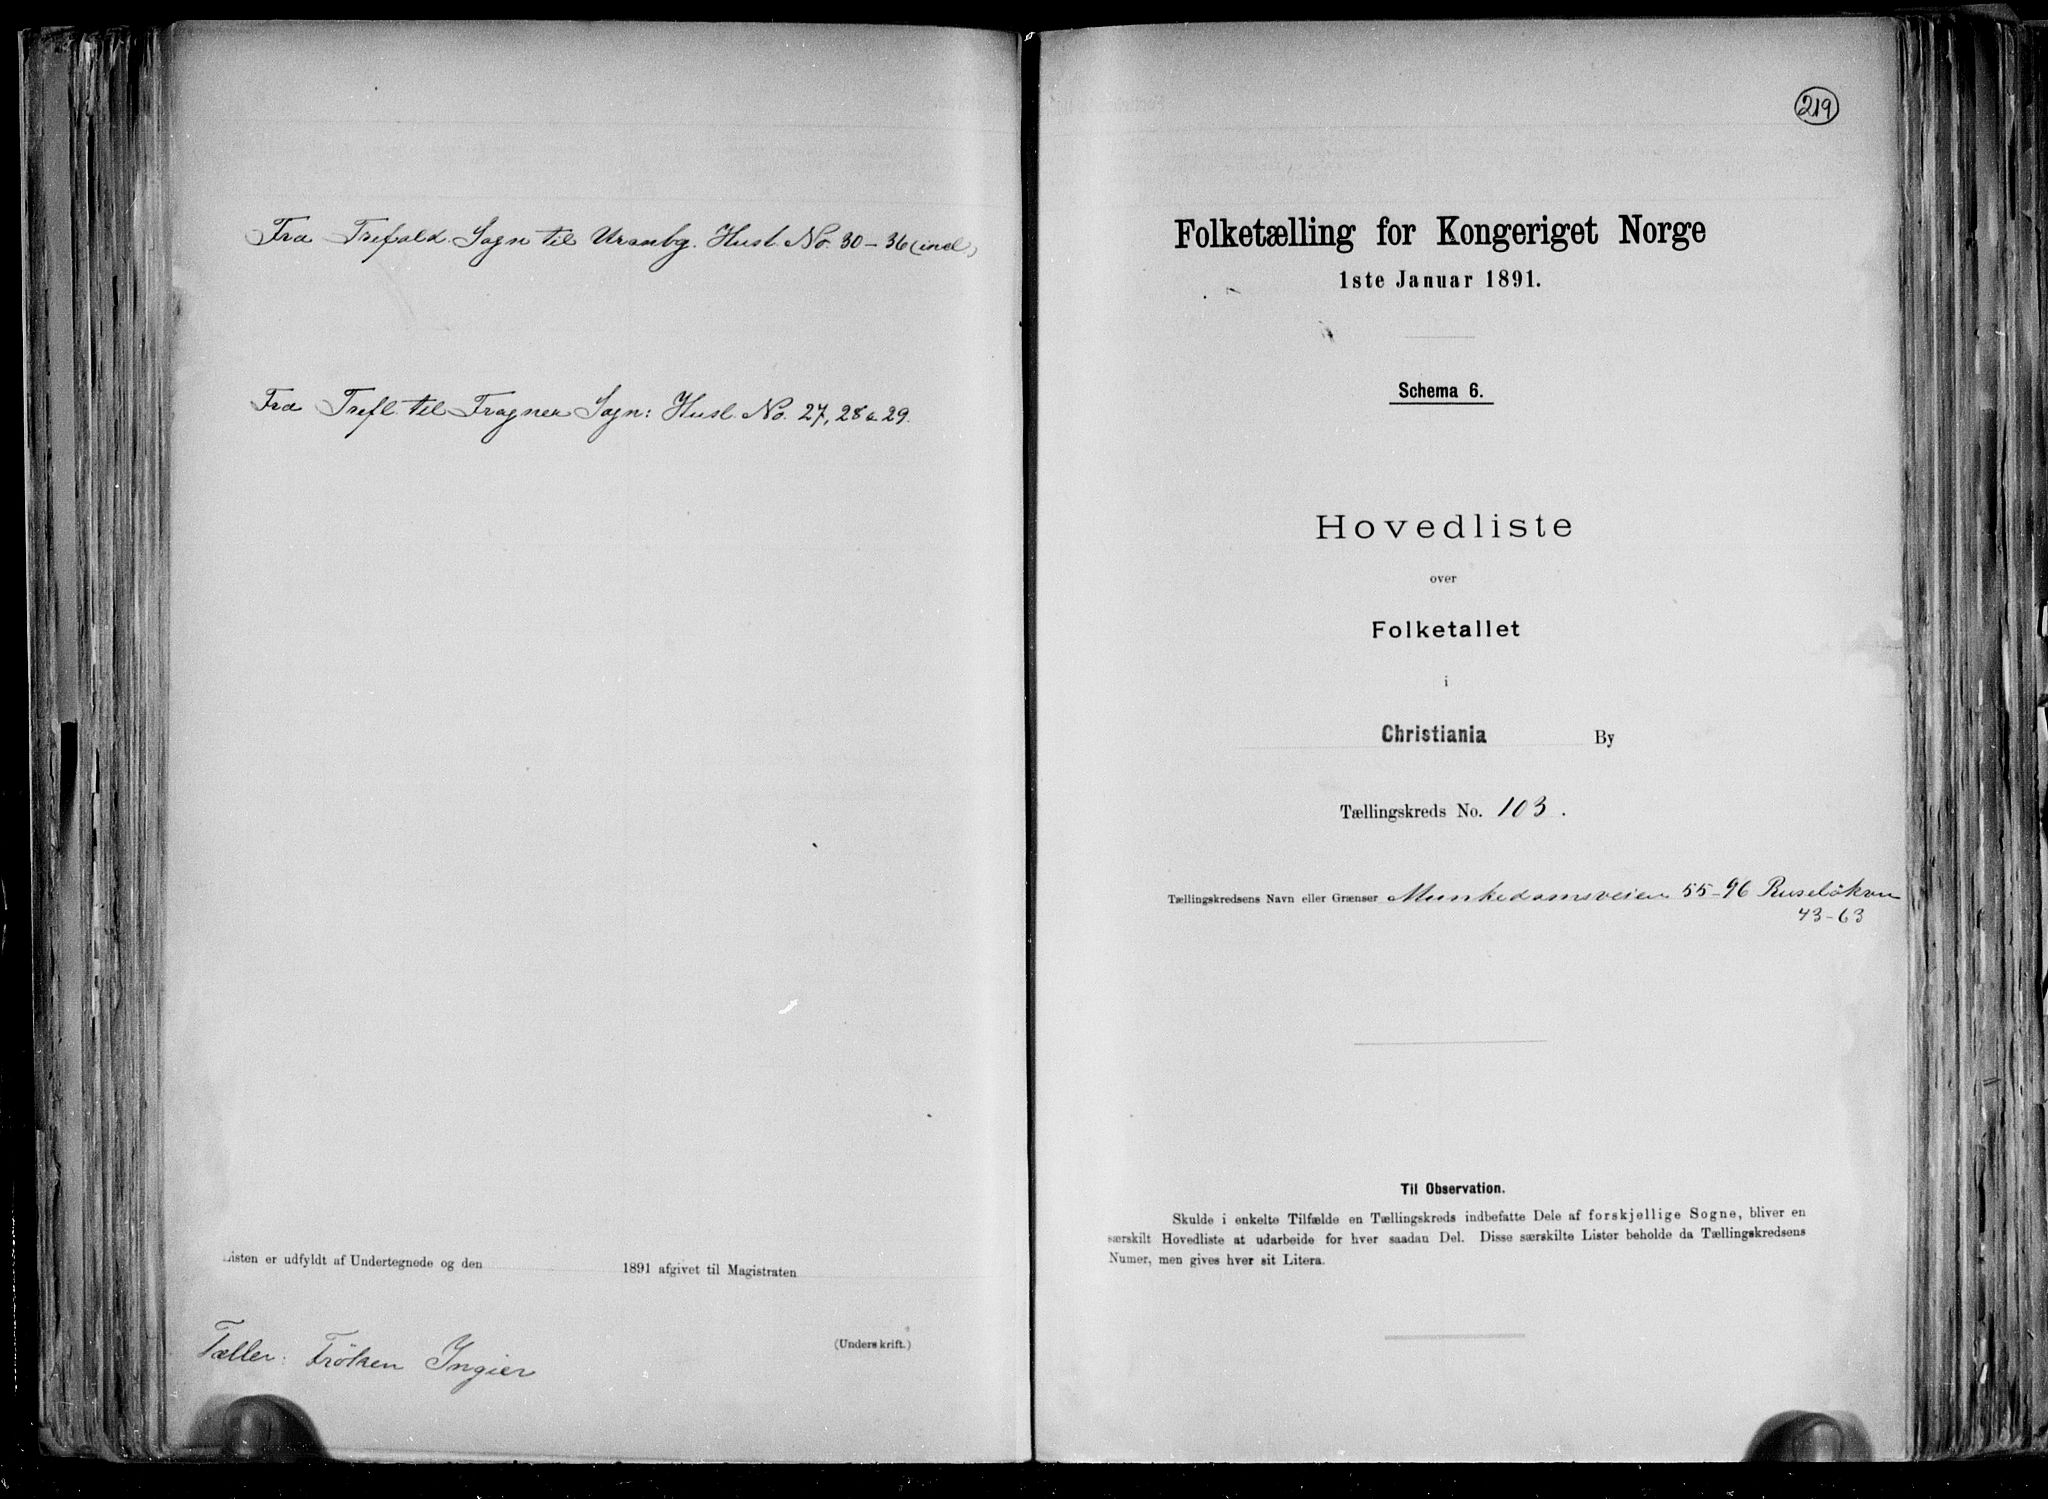 Fra Trefold. Sogn til Uranbg. Husl. No. 30-36 (incl.)
Fra Trefl. til Frogner Sogn: Husl. No. 27, 28 & 29.
Listen er udfyldt af Undertegnede og den 1891 afgivet til Magistraten
(Underskrift.)
Tæller: Fröken Ingier
219
Folketælling for Kongeriget Norge
1ste Januar 1891.
Schema 6.
Hovedliste
over
Folketallet
i
Christiania By
Tællingskreds No. 103.
Tællingskredsens Navn eller Grænser Munkedamsveien 55-96 Ruselökvn
43-63
Til Observation.
Skulde i enkelte Tilfælde en Tællingskreds indbefatte Dele af forskjellige Sogne, bliver en
særskilt Hovedliste at udarbeide for hver saadan Del. Disse særskilte Lister beholde da Tællingskredsens
Numer, men gives hver sit Litera.